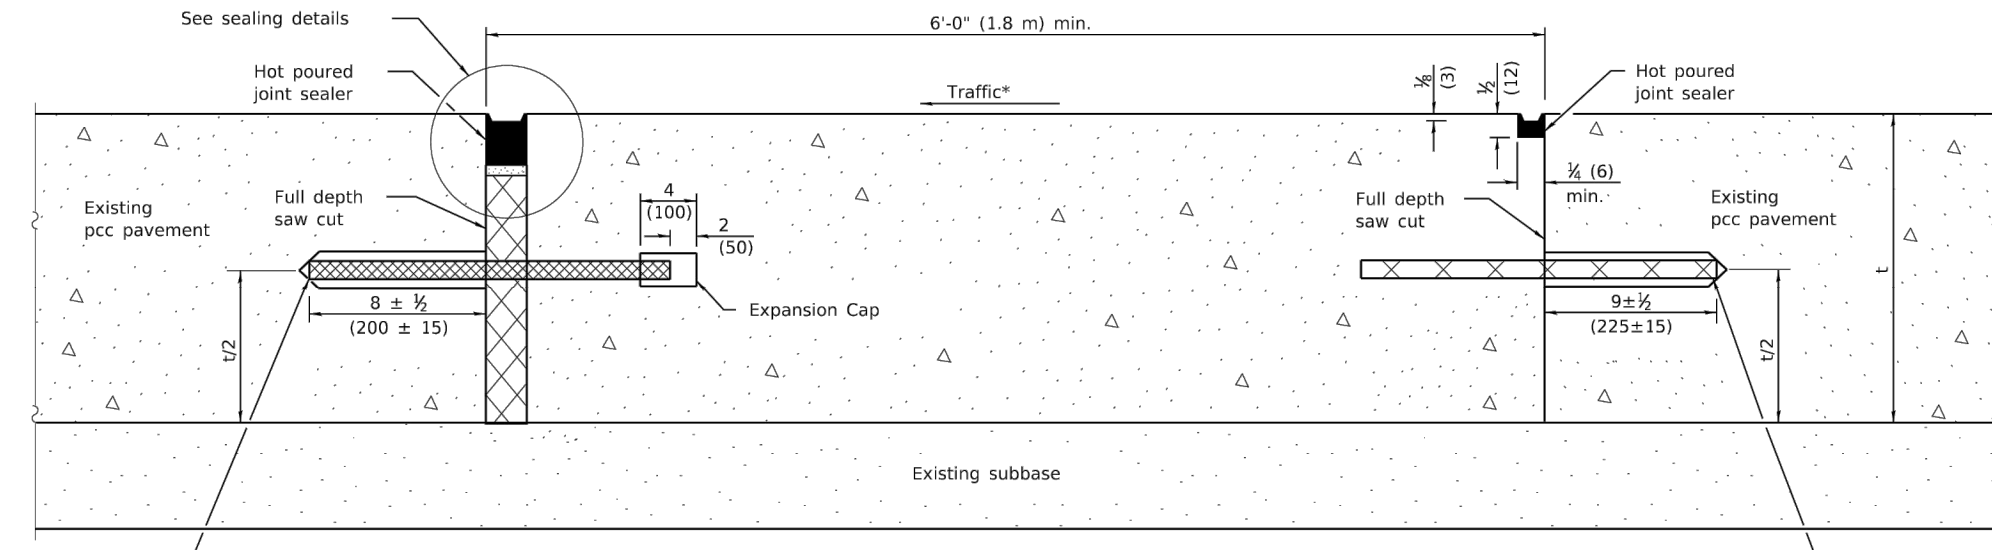 See sealing details
6'-0" (1.8 m) min.
Hot poured
joint sealer
Traffic*
⅛
(3)
½
(12)
Hot poured
joint sealer
Existing
pcc pavement
Full depth
saw cut
4
(100)
2
(50)
Expansion Cap
8 ± ½
(200 ± 15)
t/2
¼ (6)
min.
Full depth
saw cut
Existing
pcc pavement
t
9±½
(225±15)
t/2
Existing subbase